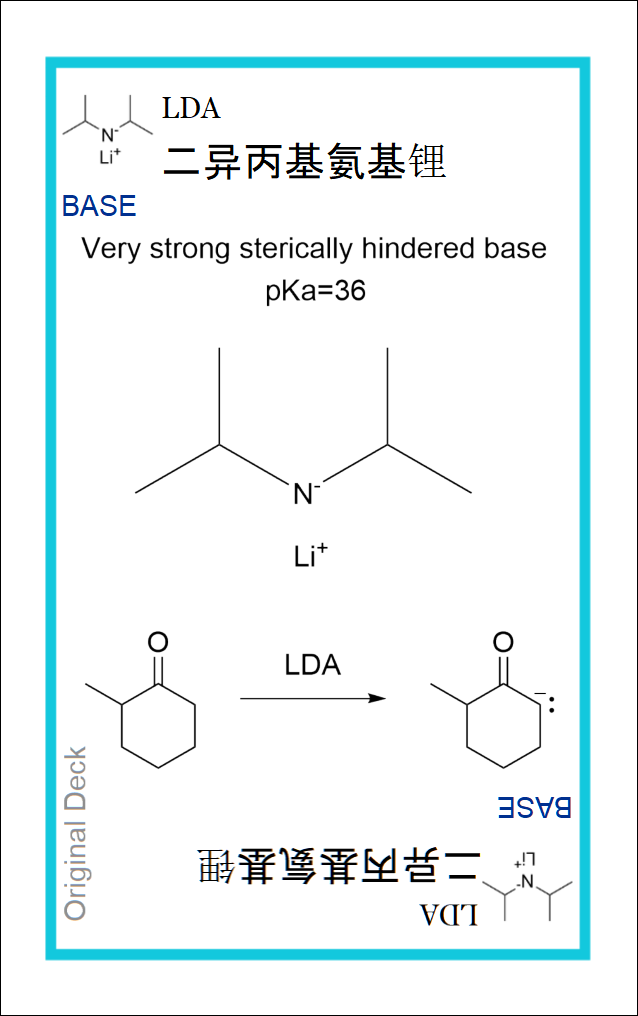 LDA
N-
Li+
二异丙基氨基锂
BASE
Very strong sterically hindered base
pKa=36
N-
Li+
O
LDA
O
Original Deck
BASE
二异丙基氨基锂
Li+
N-
LDA